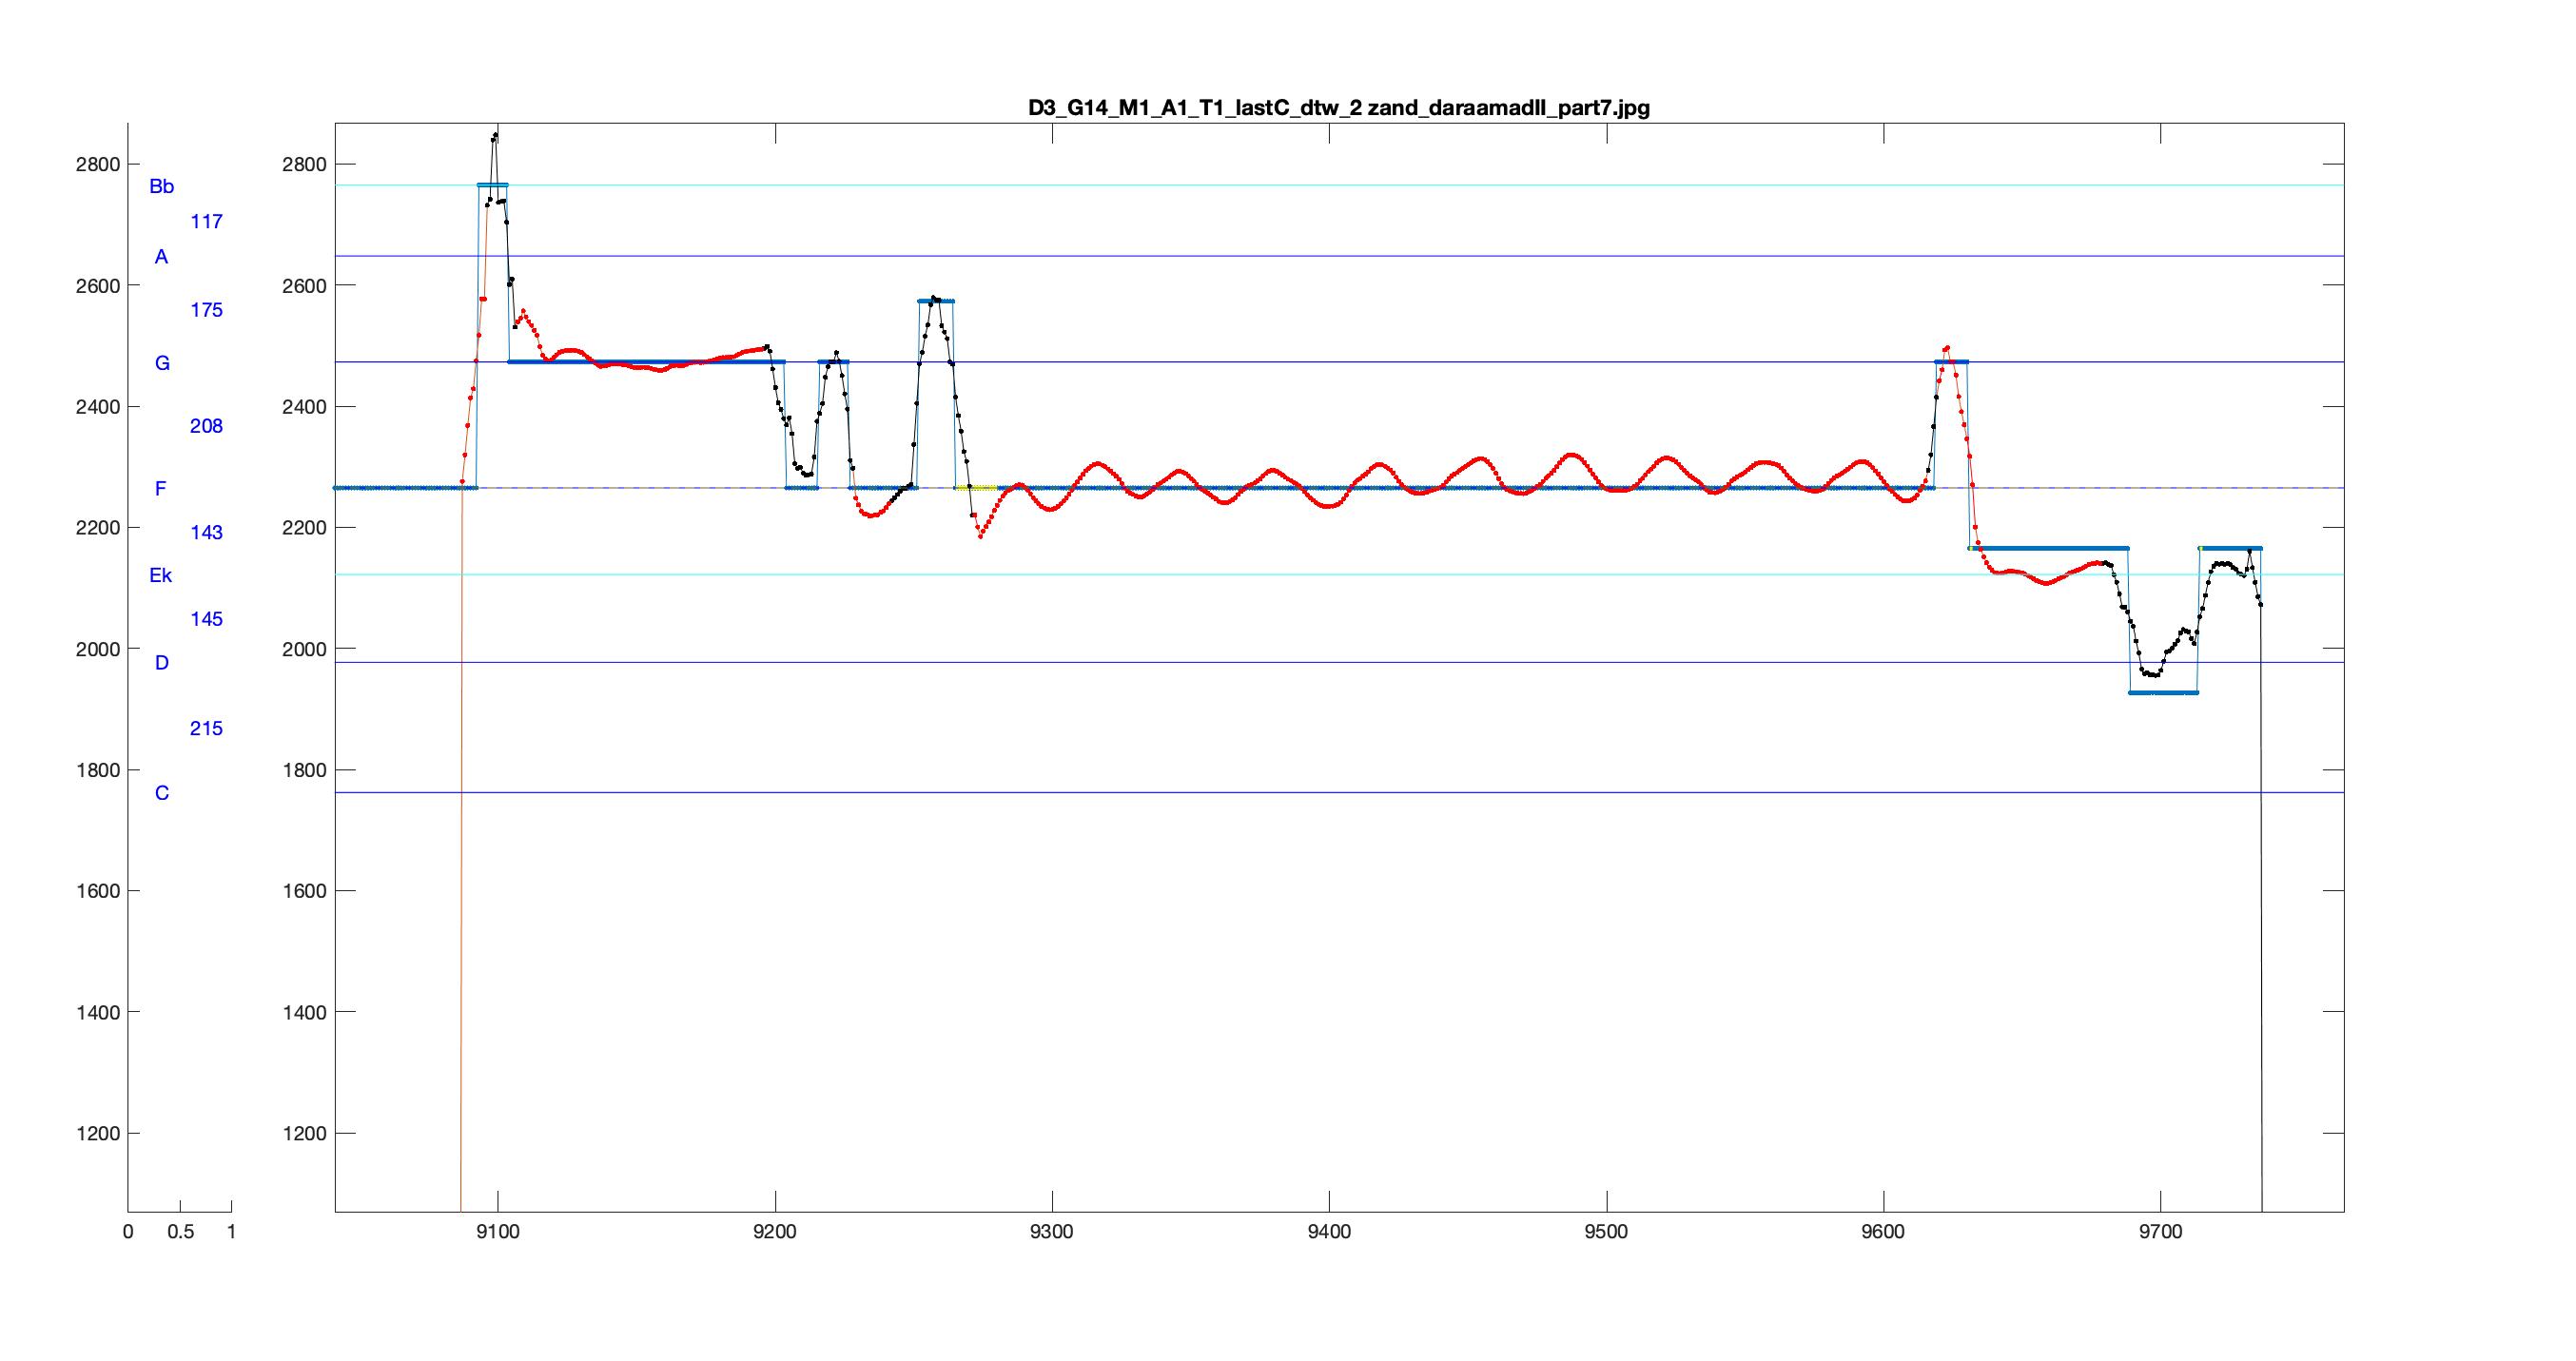 D3_G14_M1_A1_T1_lastC_dtw_2 zand_daraamadII_part7.jpg
2800 2800
Bb
117
A
2600 2600
175
G
2400 2400
208
F
2200 2200
143
Ek
145
2000 2000
D
215
1800 1800
C
1600 1600
1400 1400
1200 1200
0 0.5 1 9100 9200 9300 9400 9500 9600 9700